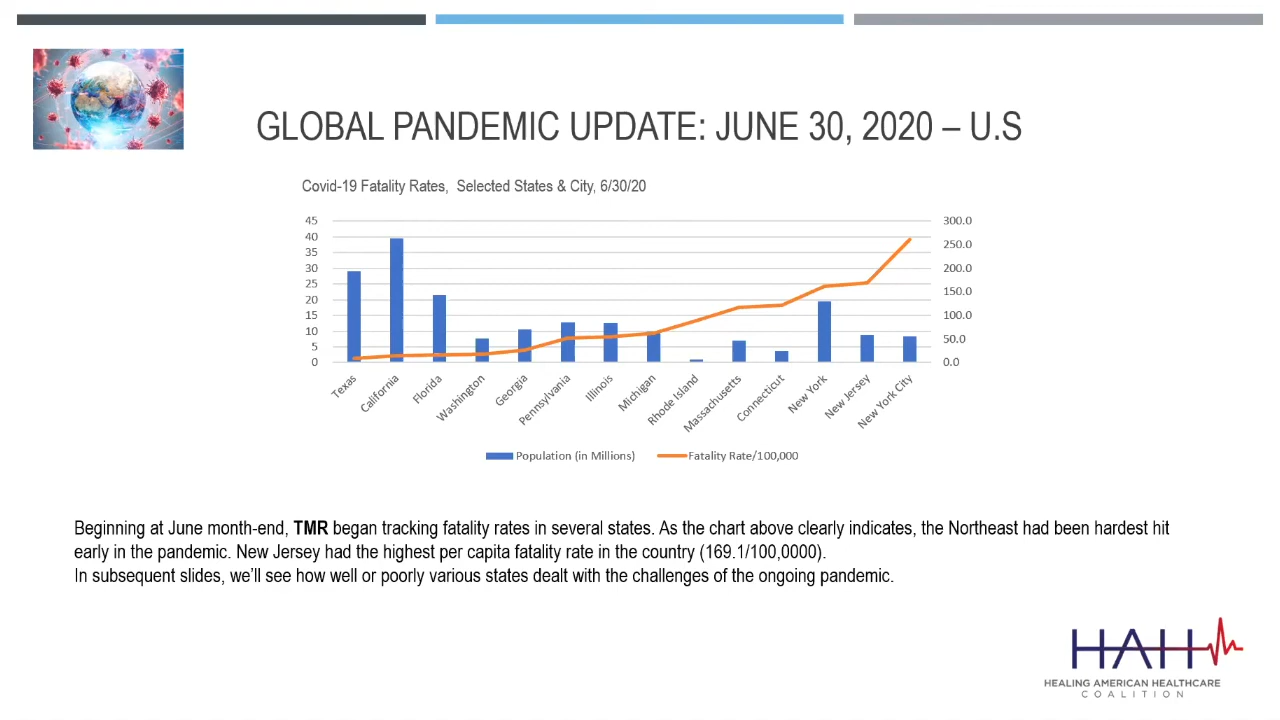 GLOBAL PANDEMIC UPDATE: JUNE 30, 2020 – U.S
Covid-19 Fatality Rates, Selected States & City, 6/30/20
45
40
35
30
25
20
15
10
5
0
300.0
250.0
200.0
150.0
100.0
50.0
0.0
Texas
California
Florida
Washington
Georgia
Pennsylvania
Illinois
Michigan
Rhode Island
Massachusetts
Connecticut
New York
New Jersey
New York City
Population (in Millions)
Fatality Rate/100,000
Beginning at June month-end, TMR began tracking fatality rates in several states. As the chart above clearly indicates, the Northeast had been hardest hit
early in the pandemic. New Jersey had the highest per capita fatality rate in the country (169.1/100,0000).
In subsequent slides, we’ll see how well or poorly various states dealt with the challenges of the ongoing pandemic.
HAH
HEALING AMERICAN HEALTHCARE
COALITION